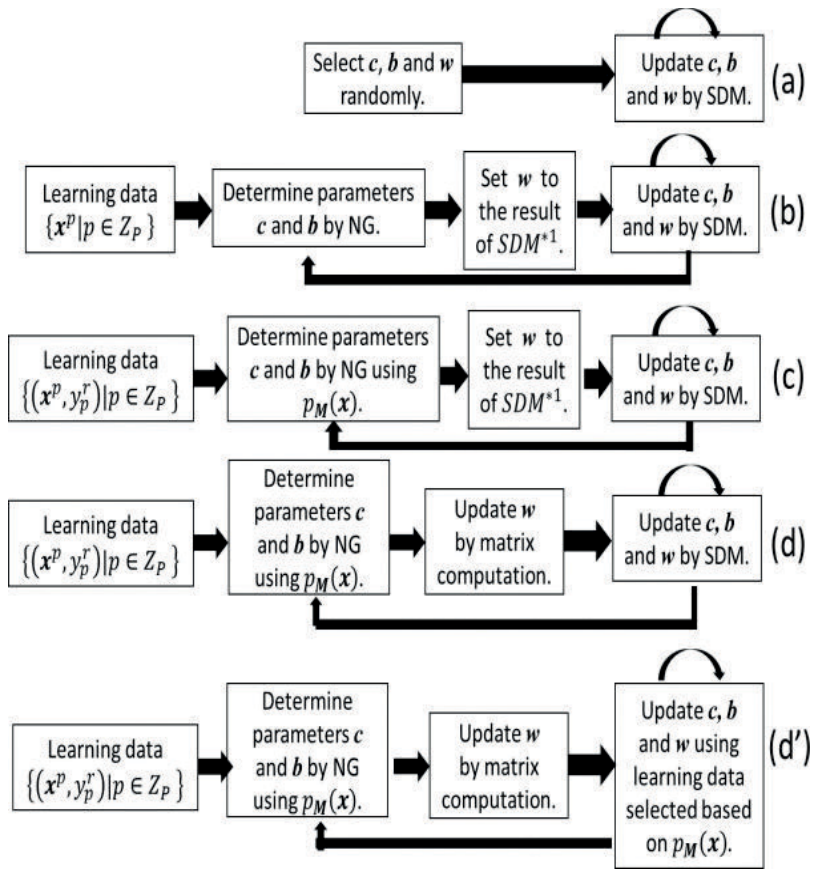 Select c, b and w
randomly.
Update c, b
and w by SDM.
(a)
Learning data
{x^p|p ∈ Z_P }
Determine parameters
c and b by NG.
Set w to
the result
of SDM*1.
Update c, b
and w by SDM.
(b)
Learning data
{(x^p, y_p^r)|p ∈ Z_P}
Determine parameters
c and b by NG using
p_M(x).
Set w to
the result
of SDM*1.
Update c, b
and w by SDM.
(c)
Learning data
{(x^p, y_p^r)|p ∈ Z_P}
Determine
parameters c
and b by NG
using p_M(x).
Update w
by matrix
computation.
Update c, b
and w by SDM.
(d)
Learning data
{(x^p, y_p^r)|p ∈ Z_P}
Determine
parameters c
and b by NG
using p_M(x).
Update w
by matrix
computation.
Update c, b
and w using
learning data
selected based
on p_M(x).
(d')